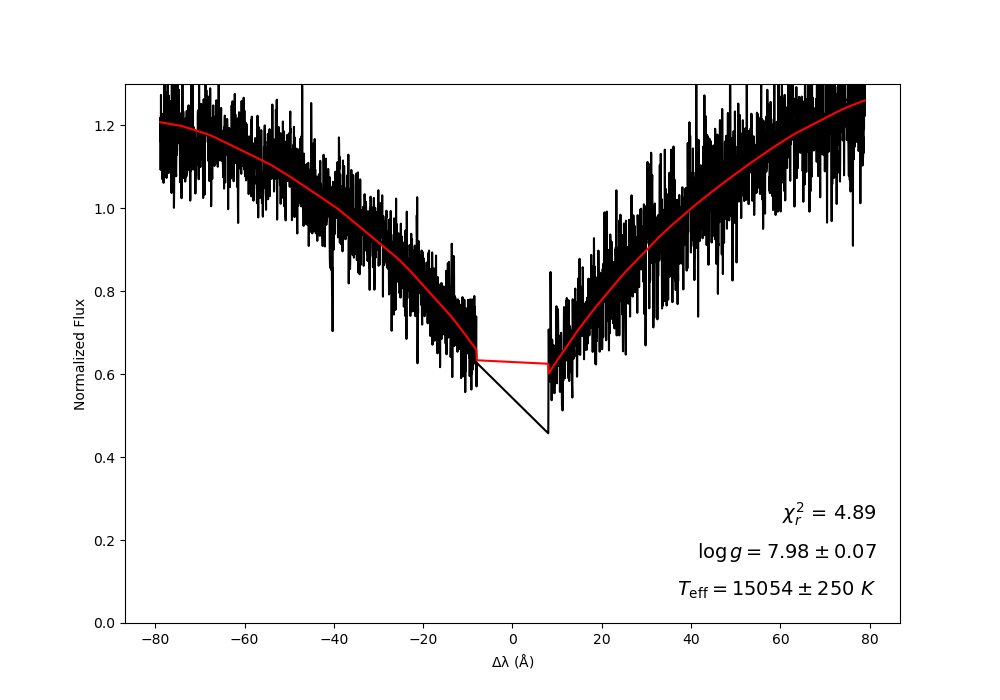 1.2
1.0
0.8
0.6
0.4
0.2
0.0
Normalized Flux
χ²ᵣ = 4.89
log g = 7.98 ± 0.07
T_eff = 15054 ± 250 K
−80 −60 −40 −20 0 20 40 60 80
Δλ (Å)